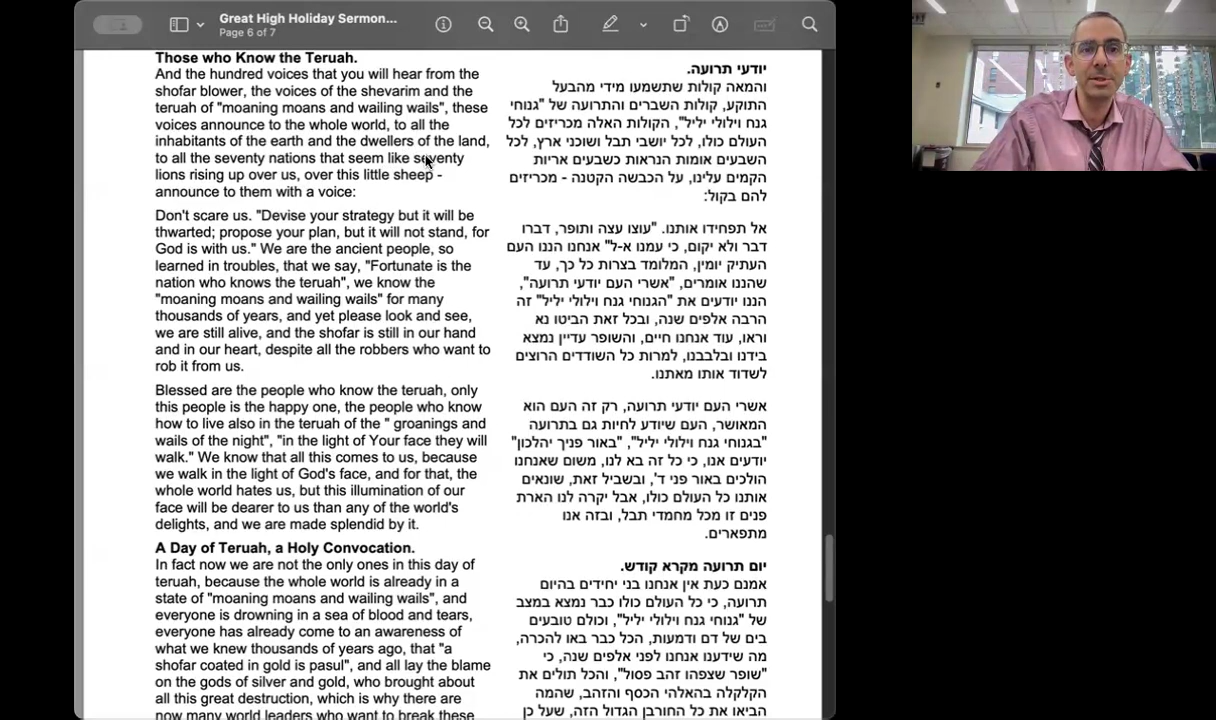 Great High Holiday Sermon...
Page 6 of 7
Those who Know the Teruah.
And the hundred voices that you will hear from the
shofar blower, the voices of the shevarim and the
teruah of "moaning moans and wailing wails", these
voices announce to the whole world, to all the
inhabitants of the earth and the dwellers of the land,
to all the seventy nations that seem like seventy
lions rising up over us, over this little sheep -
announce to them with a voice:
Don't scare us. "Devise your strategy but it will be
thwarted; propose your plan, but it will not stand, for
God is with us." We are the ancient people, so
learned in troubles, that we say, "Fortunate is the
nation who knows the teruah", we know the
"moaning moans and wailing wails" for many
thousands of years, and yet please look and see,
we are still alive, and the shofar is still in our hand
and in our heart, despite all the robbers who want to
rob it from us.
Blessed are the people who know the teruah, only
this people is the happy one, the people who know
how to live also in the teruah of the " groanings and
wails of the night", "in the light of Your face they will
walk." We know that all this comes to us, because
we walk in the light of God's face, and for that, the
whole world hates us, but this illumination of our
face will be dearer to us than any of the world's
delights, and we are made splendid by it.
A Day of Teruah, a Holy Convocation.
In fact now we are not the only ones in this day of
teruah, because the whole world is already in a
state of "moaning moans and wailing wails", and
everyone is drowning in a sea of blood and tears,
everyone has already come to an awareness of
what we knew thousands of years ago, that "a
shofar coated in gold is pasul", and all lay the blame
on the gods of silver and gold, who brought about
all this great destruction, which is why there are
now many world leaders who want to break these
יודעי תרועה.
והמאה קולות שתשמעו מידי מהבעל
התוקע, קולות השברים והתרועה של "גנוחי
גנח וילולי יליל", הקולות האלה מכריזים לכל
העולם כולו, לכל יושבי תבל ושוכני ארץ, לכל
השבעים אומות הנראות כשבעים אריות
הקמים עלינו, על הכבשה הקטנה - מכריזים
להם בקול:
אל תפחידו אותנו. "עוצו עצה ותופר, דברו
דבר ולא יקום, כי עמנו א-ל" אנחנו הננו העם
העתיק יומין, המלומד בצרות כל כך, עד
שהננו אומרים, "אשרי העם יודעי תרועה",
הננו יודעים את "הגנוחי גנח וילולי יליל" זה
הרבה אלפים שנה, ובכל זאת הביטו נא
וראו, עוד אנחנו חיים, והשופר עדיין נמצא
בידנו ובלבבנו, למרות כל השודדים הרוצים
לשדוד אותו מאתנו.
אשרי העם יודעי תרועה, רק זה העם הוא
המאושר, העם שיודע לחיות גם בתרועה
"בגנוחי גנח וילולי יליל", "באור פניך יהלכון"
יודעים אנו, כי כל זה בא לנו, משום שאנחנו
הולכים באור פני ד', ובשביל זאת, שונאים
אותנו כל העולם כולו, אבל יקרה לנו הארת
פנים זו מכל מחמדי תבל, ובזה אנו
מתפארים.
יום תרועה מקרא קודש.
אמנם כעת אין אנחנו בני יחידים בהיום
תרועה, כי כל העולם כולו כבר נמצא במצב
של "גנוחי גנח וילולי יליל", וכולם טובעים
בים של דם ודמעות, הכל כבר באו להכרה,
מה שידענו אנחנו לפני אלפים שנה, כי
"שופר שצפהו זהב פסול", והכל תולים את
הקלקלה בהאלהי הכסף והזהב, שהמה
הביאו את כל החורבן הגדול הזה, שעל כן